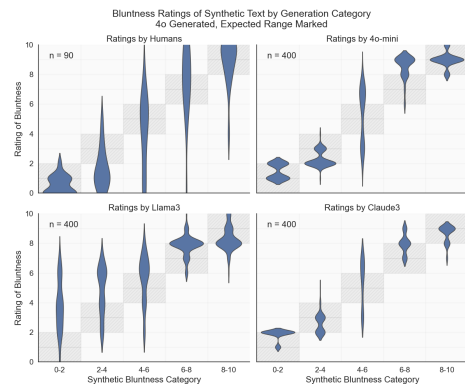 Bluntness Ratings of Synthetic Text by Generation Category
4o Generated, Expected Range Marked
Ratings by Humans
Ratings by 4o-mini
10
n = 90
n = 400
8
6
4
2
0
Rating of Bluntness
Ratings by Llama3
Ratings by Claude3
10
n = 400
n = 400
8
6
4
2
0
Rating of Bluntness
0-2
2-4
4-6
6-8
8-10
0-2
2-4
4-6
6-8
8-10
Synthetic Bluntness Category
Synthetic Bluntness Category